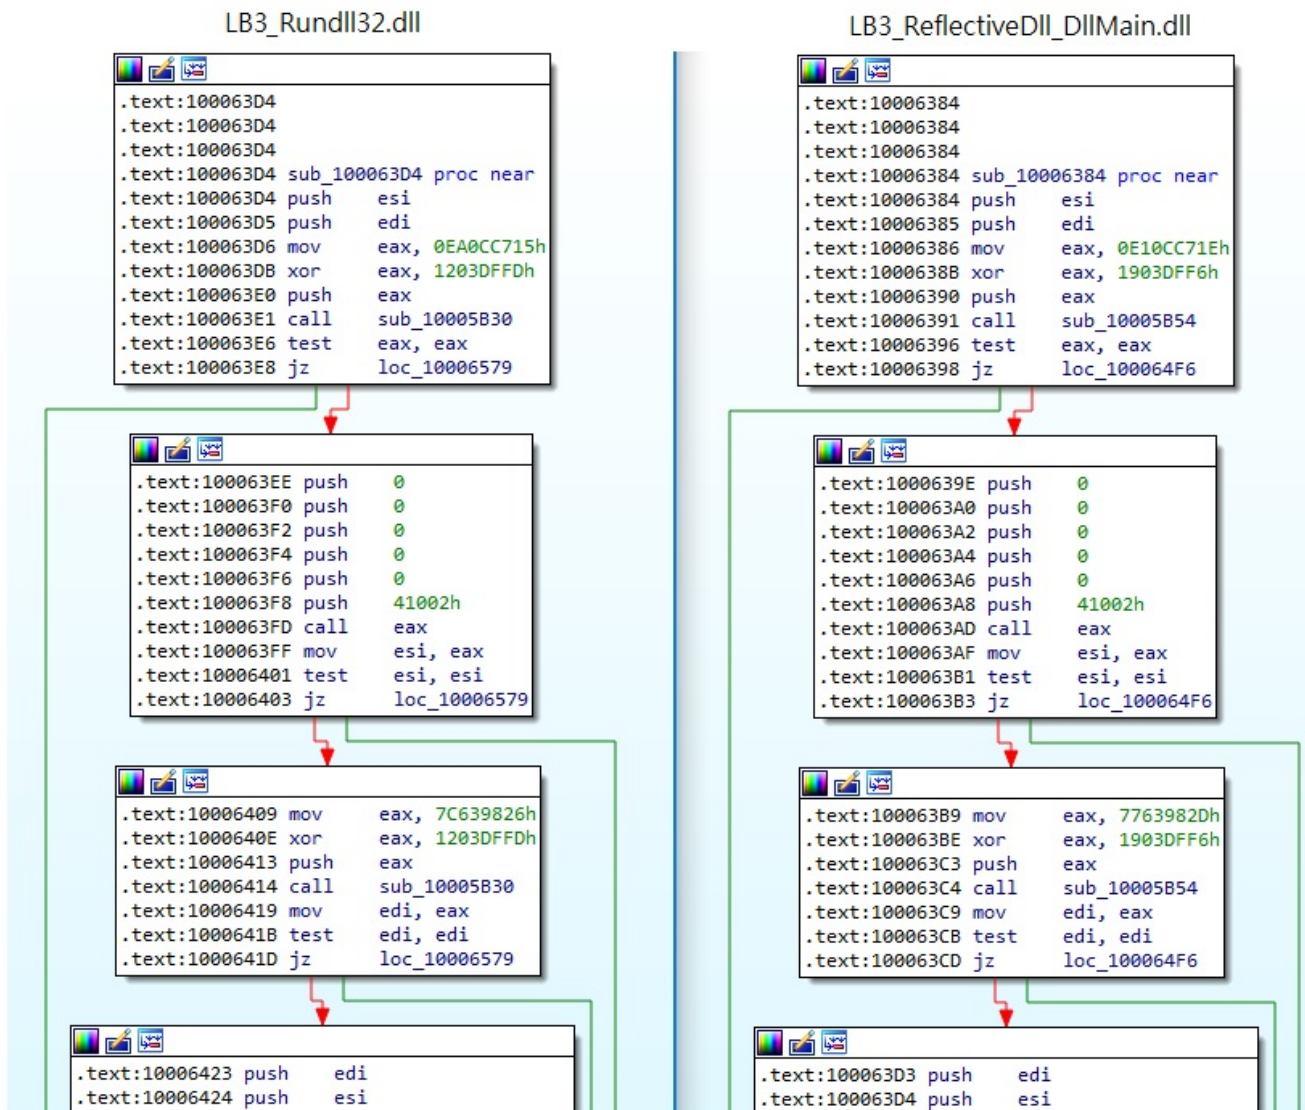 LB3_Rundll32.dll
.text:100063D4
.text:100063D4
.text:100063D4
.text:100063D4 sub_100063D4 proc near
.text:100063D4 push esi
.text:100063D5 push edi
.text:100063D6 mov eax, 0EA0CC715h
.text:100063DB xor eax, 1203DFFDh
.text:100063E0 push eax
.text:100063E1 call sub_10005B30
.text:100063E6 test eax, eax
.text:100063E8 jz loc_10006579
.text:100063EE push 0
.text:100063F0 push 0
.text:100063F2 push 0
.text:100063F4 push 0
.text:100063F6 push 0
.text:100063F8 push 41002h
.text:100063FD call eax
.text:100063FF mov esi, eax
.text:10006401 test esi, esi
.text:10006403 jz loc_10006579
.text:10006409 mov eax, 7C639826h
.text:1000640E xor eax, 1203DFFDh
.text:10006413 push eax
.text:10006414 call sub_10005B30
.text:10006419 mov edi, eax
.text:1000641B test edi, edi
.text:1000641D jz loc_10006579
.text:10006423 push edi
.text:10006424 push esi
LB3_ReflectiveDll_DllMain.dll
.text:10006384
.text:10006384
.text:10006384
.text:10006384 sub_10006384 proc near
.text:10006384 push esi
.text:10006385 push edi
.text:10006386 mov eax, 0E10CC71Eh
.text:1000638B xor eax, 1903DFF6h
.text:10006390 push eax
.text:10006391 call sub_10005B54
.text:10006396 test eax, eax
.text:10006398 jz loc_100064F6
.text:1000639E push 0
.text:100063A0 push 0
.text:100063A2 push 0
.text:100063A4 push 0
.text:100063A6 push 0
.text:100063A8 push 41002h
.text:100063AD call eax
.text:100063AF mov esi, eax
.text:100063B1 test esi, esi
.text:100063B3 jz loc_100064F6
.text:100063B9 mov eax, 7763982Dh
.text:100063BE xor eax, 1903DFF6h
.text:100063C3 push eax
.text:100063C4 call sub_10005B54
.text:100063C9 mov edi, eax
.text:100063CB test edi, edi
.text:100063CD jz loc_100064F6
.text:100063D3 push edi
.text:100063D4 push esi